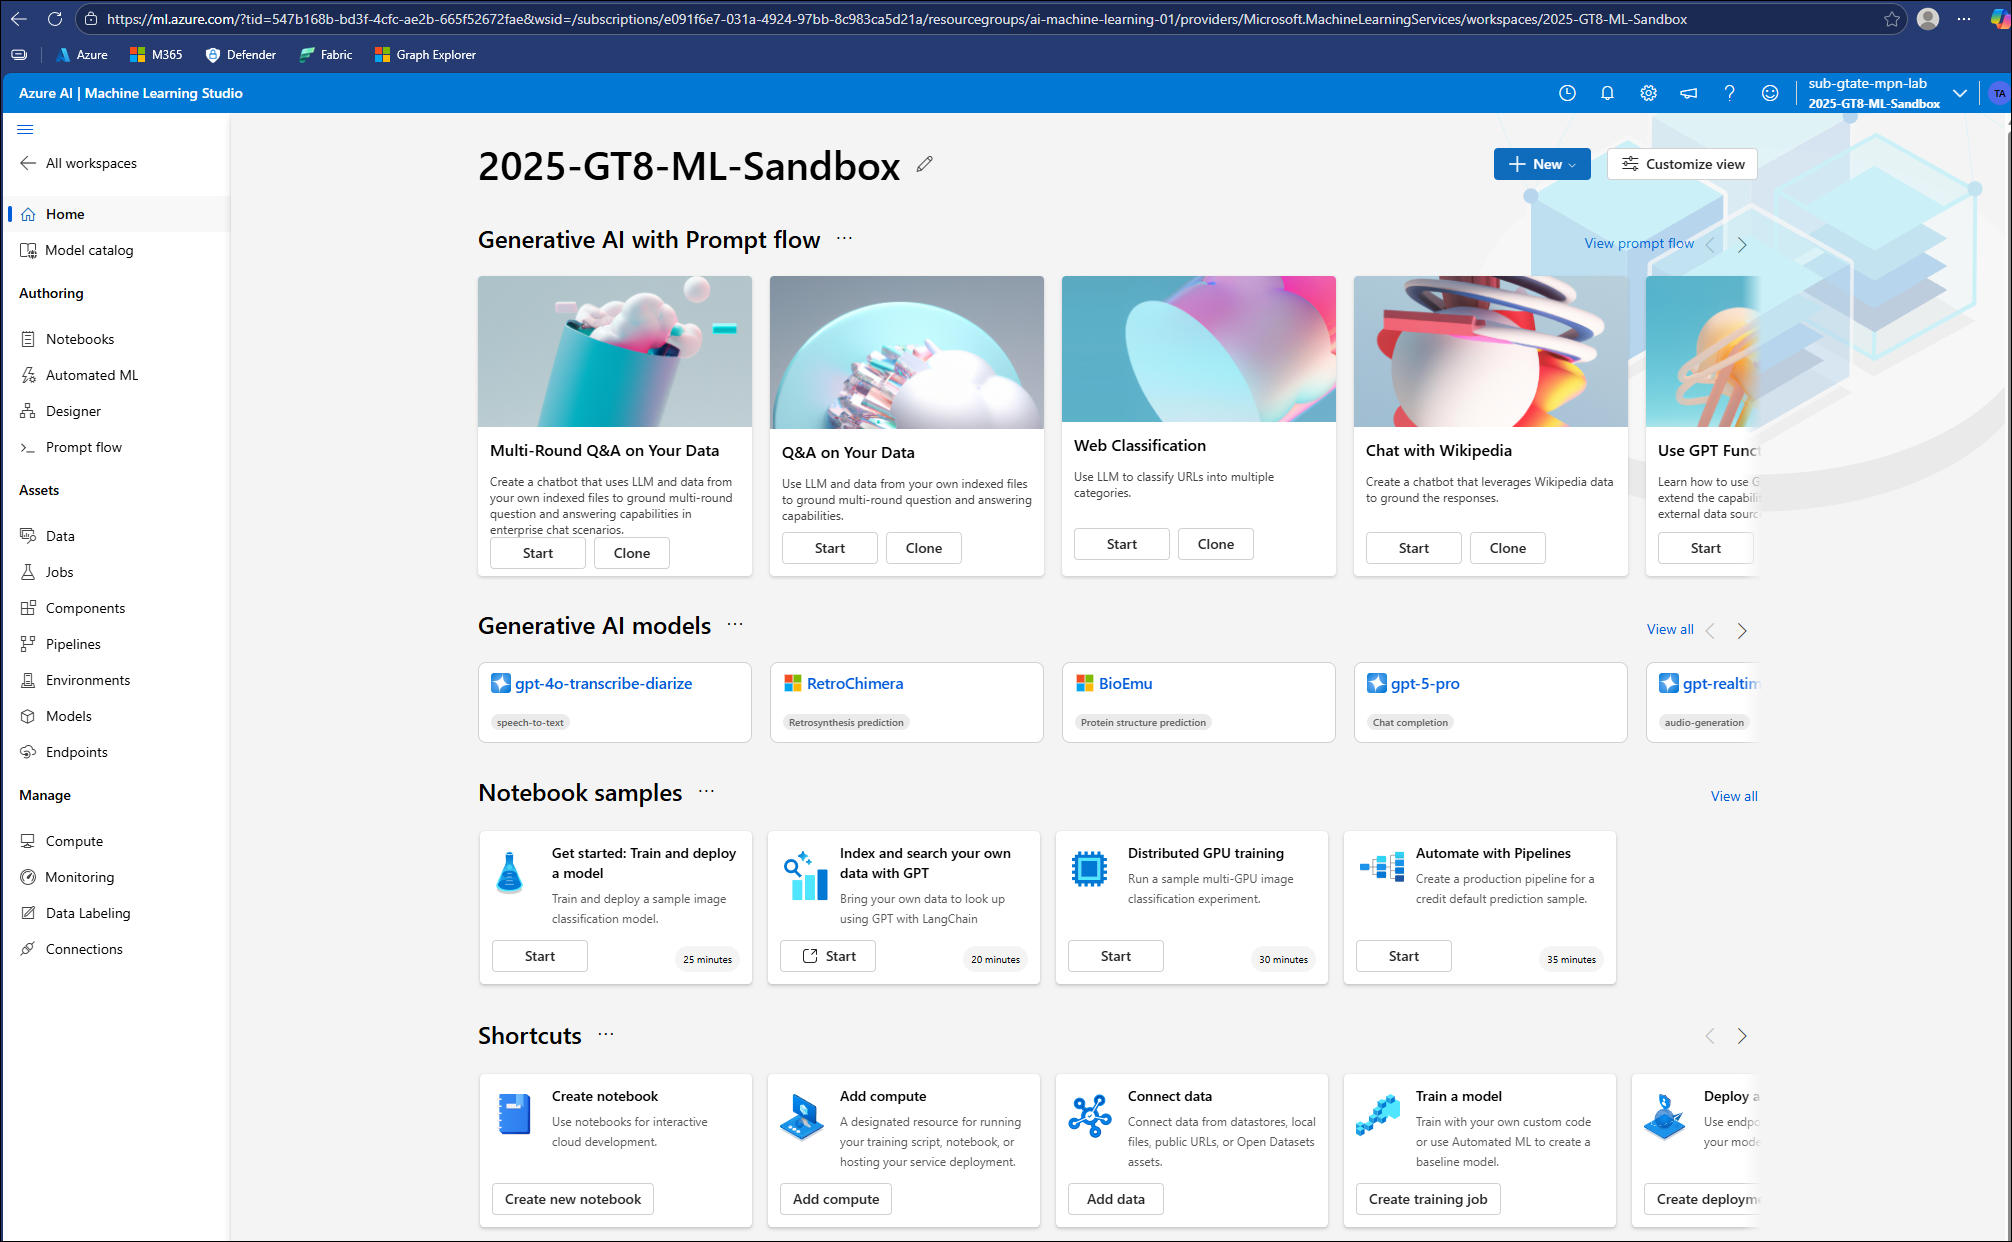 https://ml.azure.com/?tid=547b168b-bd3f-4cfc-ae2b-665f52672fae&wsid=/subscriptions/e091f6e7-031a-4924-97bb-8c983ca5d21a/resourcegroups/ai-machine-learning-01/providers/Microsoft.MachineLearningServices/workspaces/2025-GT8-ML-Sandbox
Azure M365 Defender Fabric Graph Explorer
Azure AI | Machine Learning Studio
sub-gtate-mpn-lab
2025-GT8-ML-Sandbox
TA
All workspaces
Home
Model catalog
Authoring
Notebooks
Automated ML
Designer
Prompt flow
Assets
Data
Jobs
Components
Pipelines
Environments
Models
Endpoints
Manage
Compute
Monitoring
Data Labeling
Connections
2025-GT8-ML-Sandbox
New
Customize view
Generative AI with Prompt flow ...
View prompt flow
Multi-Round Q&A on Your Data
Create a chatbot that uses LLM and data from
your own indexed files to ground multi-round
question and answering capabilities in
enterprise chat scenarios.
Start Clone
Q&A on Your Data
Use LLM and data from your own indexed files
to ground multi-round question and answering
capabilities.
Start Clone
Web Classification
Use LLM to classify URLs into multiple
categories.
Start Clone
Chat with Wikipedia
Create a chatbot that leverages Wikipedia data
to ground the responses.
Start Clone
Use GPT Funct
Learn how to use G
extend the capabili
external data sourc
Start
Generative AI models ...
View all
gpt-4o-transcribe-diarize
speech-to-text
RetroChimera
Retrosynthesis prediction
BioEmu
Protein structure prediction
gpt-5-pro
Chat completion
gpt-realtim
audio-generation
Notebook samples ...
View all
Get started: Train and deploy
a model
Train and deploy a sample image
classification model.
Start
25 minutes
Index and search your own
data with GPT
Bring your own data to look up
using GPT with LangChain
Start
20 minutes
Distributed GPU training
Run a sample multi-GPU image
classification experiment.
Start
30 minutes
Automate with Pipelines
Create a production pipeline for a
credit default prediction sample.
Start
35 minutes
Shortcuts ...
Create notebook
Use notebooks for interactive
cloud development.
Create new notebook
Add compute
A designated resource for running
your training script, notebook, or
hosting your service deployment.
Add compute
Connect data
Connect data from datastores, local
files, public URLs, or Open Datasets
assets.
Add data
Train a model
Train with your own custom code
or use Automated ML to create a
baseline model.
Create training job
Deploy a
Use endpo
your mode
Create deployme